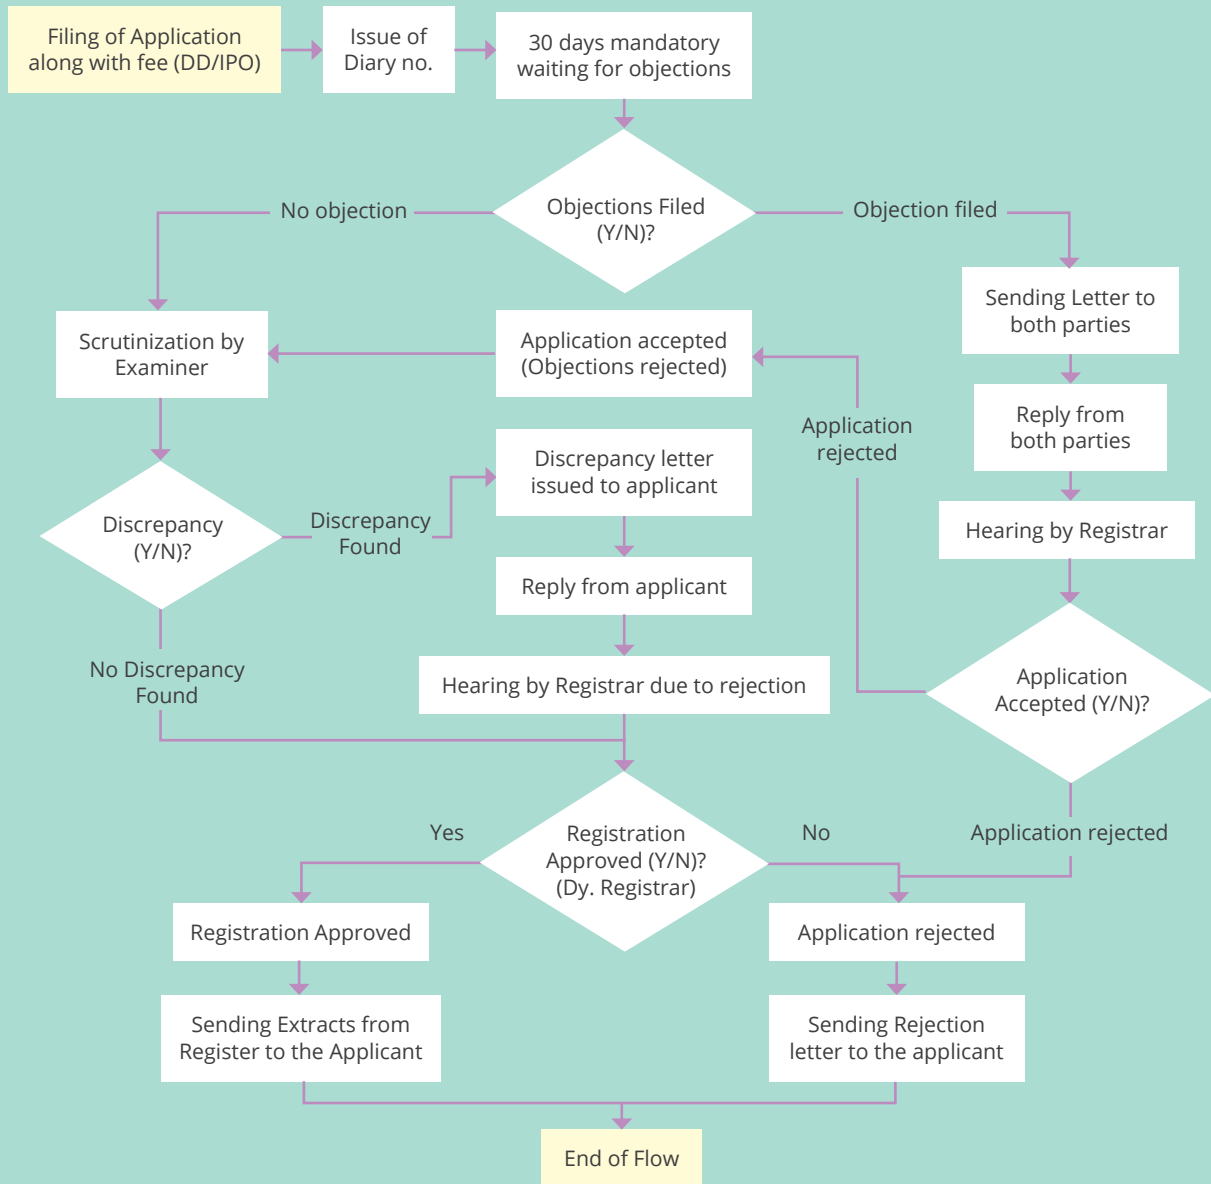 Filing of Application
along with fee (DD/IPO)
Issue of
Diary no.
30 days mandatory
waiting for objections
Objections Filed
(Y/N)?
No objection
Objection filed
Sending Letter to
both parties
Scrutinization by
Examiner
Application accepted
(Objections rejected)
Reply from
both parties
Application
rejected
Discrepancy letter
issued to applicant
Discrepancy
(Y/N)?
Discrepancy
Found
Hearing by Registrar
Reply from applicant
No Discrepancy
Found
Hearing by Registrar due to rejection
Application
Accepted (Y/N)?
Yes
Registration
Approved (Y/N)?
(Dy. Registrar)
No
Application rejected
Registration Approved
Application rejected
Sending Extracts from
Register to the Applicant
Sending Rejection
letter to the applicant
End of Flow